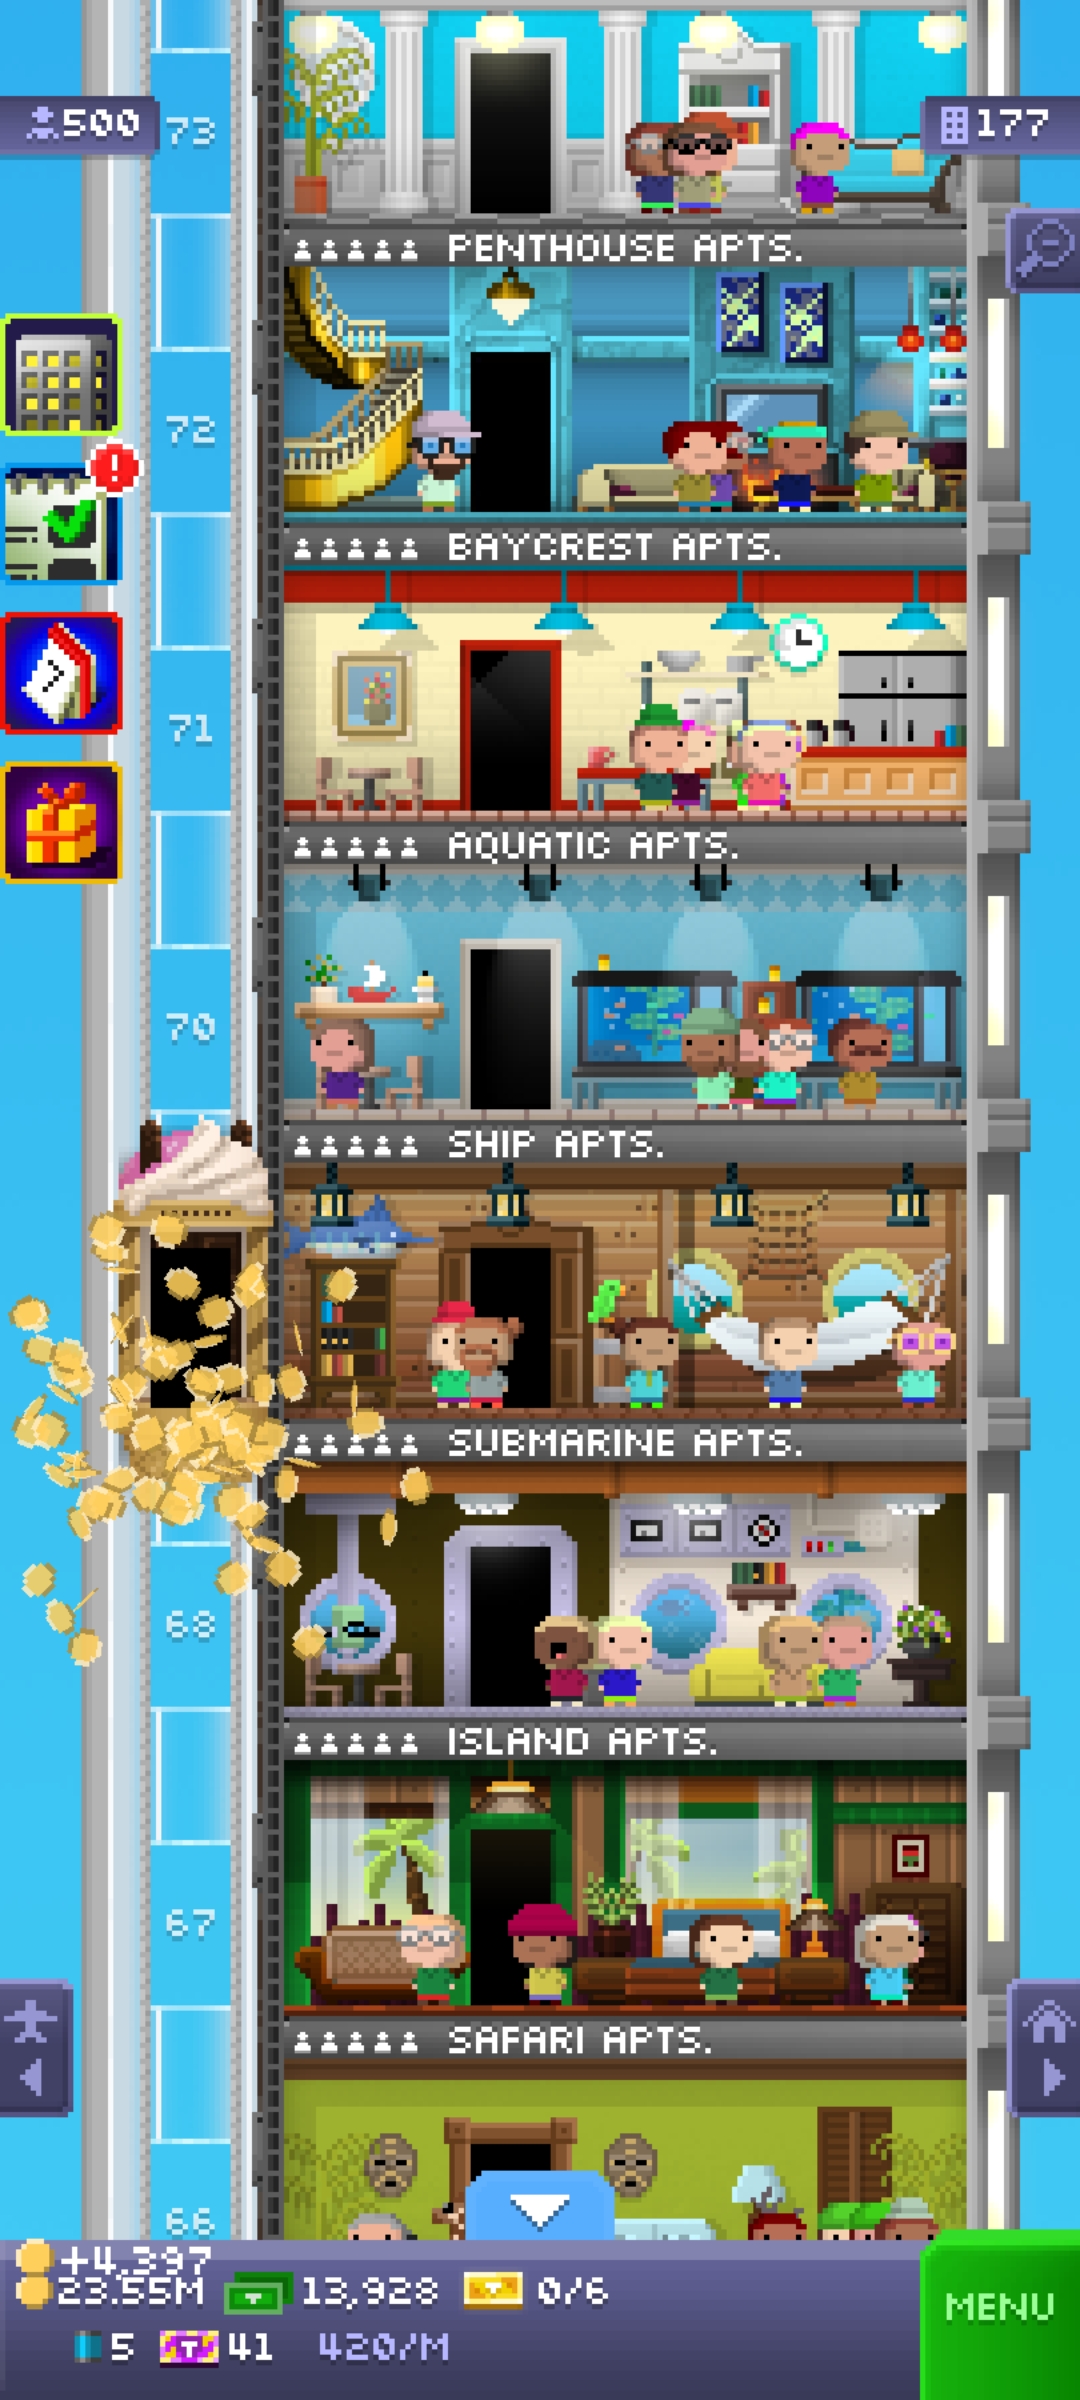 500
73
177
PENTHOUSE APTS.
72
BAYCREST APTS.
71
AQUATIC APTS.
70
SHIP APTS.
SUBMARINE APTS.
68
ISLAND APTS.
67
SAFARI APTS.
66
+4,397
23.55M 13,928 0/6
MENU
5 T 41 420/M